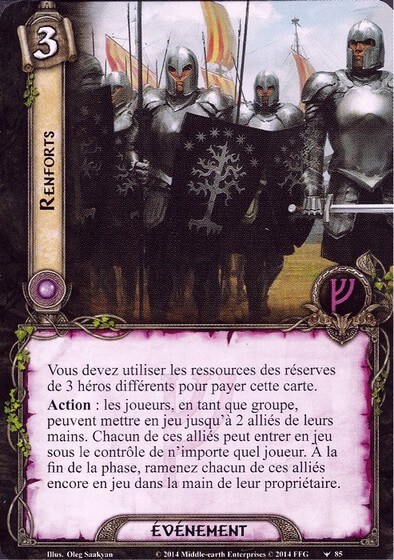 3
RENFORTS
Vous devez utiliser les ressources des réserves
de 3 héros différents pour payer cette carte.
Action : les joueurs, en tant que groupe,
peuvent mettre en jeu jusqu'à 2 alliés de leurs
mains. Chacun de ces alliés peut entrer en jeu
sous le contrôle de n'importe quel joueur. À
la fin de la phase, ramenez chacun de ces alliés
encore en jeu dans la main de leur propriétaire.
ÉVÉNEMENT
Illus. Oleg Saakyan © 2014 Middle-earth Enterprises © 2014 FFG 85